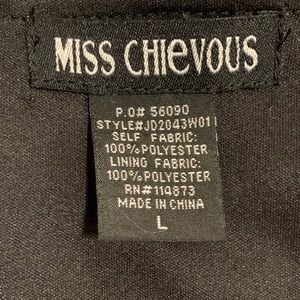 MISS CHIEVOUS
P.O# 56090
STYLE#JD2043W01
SELF FABRIC:
100%POLYESTER
LINING FABRIC:
100%POLYESTER
RN#114873
MADE IN CHINA
L